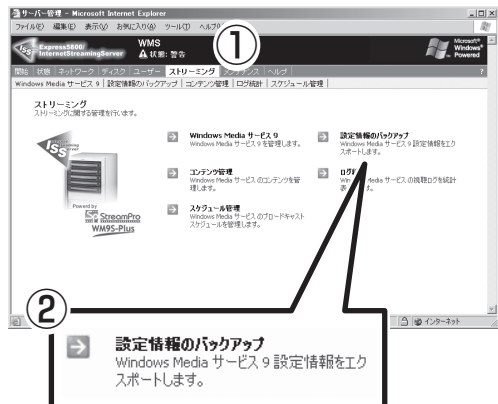 サーバー管理 - Microsoft Internet Explorer
ファイル(F) 編集(E) 表示(V) お気に入り(A) ツール(T) ヘルプ(H)
Express5800/
InternetStreamingServer
WMS
状態: 警告
Microsoft
Windows
Powered
ISS
①
開始 | 状態 | ネットワーク | ディスク | ユーザー | ストリーミング | メンテナンス | ヘルプ | ?
Windows Media サービス 9 | 設定情報のバックアップ | コンテンツ管理 | ログ統計 | スケジュール管理 |
ストリーミング
ストリーミングに関する管理を行います。
ISS
Powerd by
StreamPro
WM9S-Plus
Windows Media サービス 9
Windows Media サービス 9 を管理します。
設定情報のバックアップ
Windows Media サービス 9 設定情報をエク
スポートします。
コンテンツ管理
Windows Media サービス のコンテンツを管
理します。
Media サービス の視聴ログを統計
スケジュール管理
Windows Media サービス のブロードキャスト
スケジュールを管理します。
インターネット
②
設定情報のバックアップ
Windows Media サービス 9 設定情報をエク
スポートします。